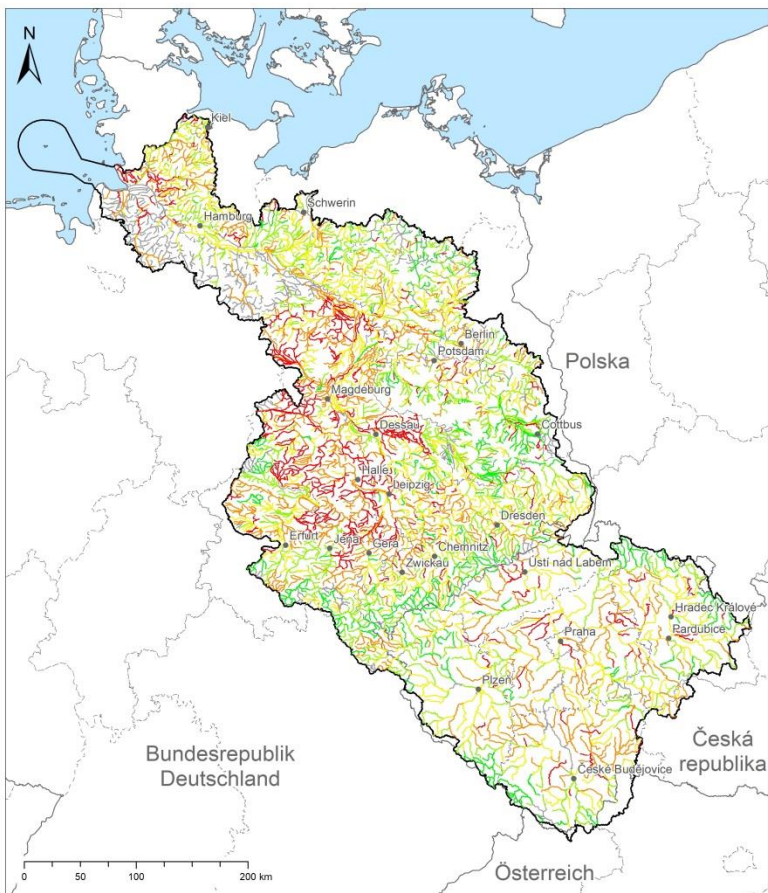 N
Kiel
Schwerin
Hamburg
Berlin
Potsdam
Polska
Magdeburg
Dessau
Cottbus
Halle
Leipzig
Dresden
Erfurt
Jena
Gera
Chemnitz
Zwickau
Ústí nad Labem
Hradec Králové
Pardubice
Praha
Plzeň
Česká
republika
Bundesrepublik
Deutschland
České Budějovice
0 50 100 200 km
Österreich